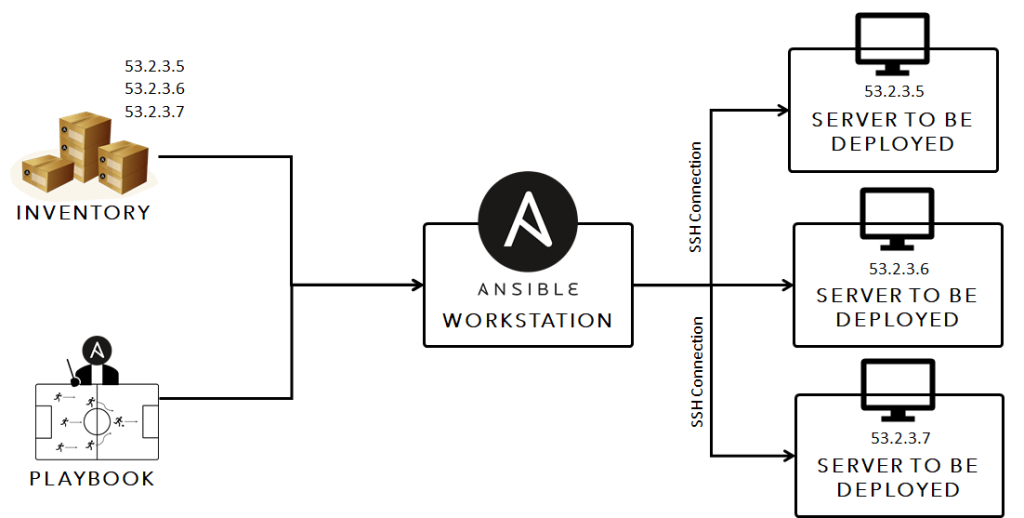 53.2.3.5
53.2.3.6
53.2.3.7
INVENTORY
PLAYBOOK
ANSIBLE
WORKSTATION
SSH Connection
SSH Connection
53.2.3.5
SERVER TO BE
DEPLOYED
53.2.3.6
SERVER TO BE
DEPLOYED
53.2.3.7
SERVER TO BE
DEPLOYED